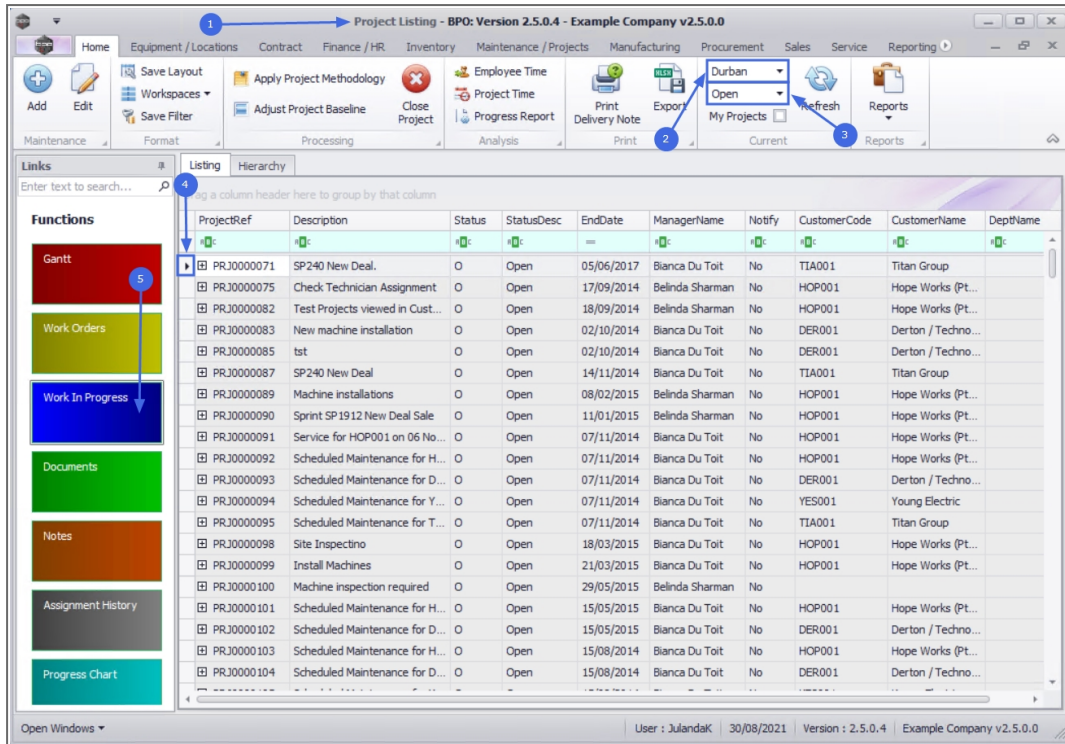 1
Project Listing - BPO: Version 2.5.0.4 - Example Company v2.5.0.0
Home Equipment / Locations Contract Finance / HR Inventory Maintenance / Projects Manufacturing Procurement Sales Service Reporting
Add
Edit
Maintenance
Save Layout
Workspaces
Save Filter
Format
Apply Project Methodology
Adjust Project Baseline
Close Project
Processing
Employee Time
Project Time
Progress Report
Analysis
Print Delivery Note
Export
Print
2
Durban
Open
My Projects
Refresh
3
Current
Reports
Reports
Links
Enter text to search...
4
Functions
Gantt
5
Work Orders
Work In Progress
Documents
Notes
Assignment History
Progress Chart
Listing Hierarchy
ag a column header here to group by that column
ProjectRef Description Status StatusDesc EndDate ManagerName Notify CustomerCode CustomerName DeptName
PRJ0000071 SP240 New Deal. O Open 05/06/2017 Bianca Du Toit No TIA001 Titan Group
PRJ0000075 Check Technician Assignment O Open 17/09/2014 Belinda Sharman No HOP001 Hope Works (Pt...
PRJ0000082 Test Projects viewed in Cust... O Open 18/09/2014 Belinda Sharman No HOP001 Hope Works (Pt...
PRJ0000083 New machine installation O Open 02/10/2014 Bianca Du Toit No DER001 Derton / Techno...
PRJ0000085 tst O Open 02/10/2014 Bianca Du Toit No DER001 Derton / Techno...
PRJ0000087 SP240 New Deal O Open 14/11/2014 Bianca Du Toit No TIA001 Titan Group
PRJ0000089 Machine installations O Open 08/02/2015 Belinda Sharman No HOP001 Hope Works (Pt...
PRJ0000090 Sprint SP1912 New Deal Sale O Open 11/01/2015 Belinda Sharman No HOP001 Hope Works (Pt...
PRJ0000091 Service for HOP001 on 06 No... O Open 07/11/2014 Bianca Du Toit No HOP001 Hope Works (Pt...
PRJ0000092 Scheduled Maintenance for H... O Open 07/11/2014 Bianca Du Toit No HOP001 Hope Works (Pt...
PRJ0000093 Scheduled Maintenance for D... O Open 07/11/2014 Bianca Du Toit No DER001 Derton / Techno...
PRJ0000094 Scheduled Maintenance for Y... O Open 07/11/2014 Bianca Du Toit No YES001 Young Electric
PRJ0000095 Scheduled Maintenance for T... O Open 07/11/2014 Bianca Du Toit No TIA001 Titan Group
PRJ0000098 Site Inspectino O Open 18/03/2015 Bianca Du Toit No HOP001 Hope Works (Pt...
PRJ0000099 Install Machines O Open 21/03/2015 Bianca Du Toit No HOP001 Hope Works (Pt...
PRJ0000100 Machine inspection required O Open 29/05/2015 Belinda Sharman No
PRJ0000101 Scheduled Maintenance for H... O Open 15/05/2015 Bianca Du Toit No HOP001 Hope Works (Pt...
PRJ0000102 Scheduled Maintenance for D... O Open 15/05/2015 Bianca Du Toit No DER001 Derton / Techno...
PRJ0000103 Scheduled Maintenance for H... O Open 15/08/2014 Bianca Du Toit No HOP001 Hope Works (Pt...
PRJ0000104 Scheduled Maintenance for D... O Open 15/08/2014 Bianca Du Toit No DER001 Derton / Techno...
Open Windows
User : JulandaK 30/08/2021 Version : 2.5.0.4 Example Company v2.5.0.0